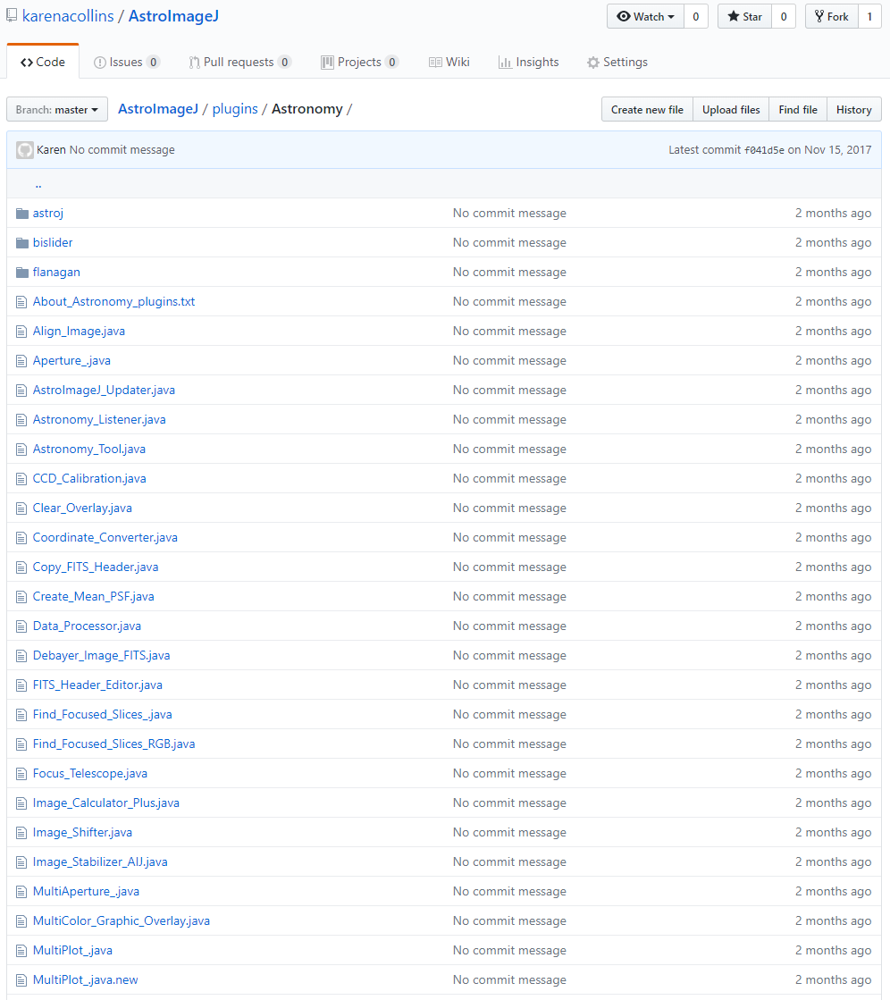 karenacollins / AstroImageJ Watch 0 Star 0 Fork 1
Code Issues 0 Pull requests 0 Projects 0 Wiki Insights Settings
Branch: master AstroImageJ / plugins / Astronomy / Create new file Upload files Find file History
Karen No commit message Latest commit f041d5e on Nov 15, 2017
..
astroj No commit message 2 months ago
bislider No commit message 2 months ago
flanagan No commit message 2 months ago
About_Astronomy_plugins.txt No commit message 2 months ago
Align_Image.java No commit message 2 months ago
Aperture_.java No commit message 2 months ago
AstroImageJ_Updater.java No commit message 2 months ago
Astronomy_Listener.java No commit message 2 months ago
Astronomy_Tool.java No commit message 2 months ago
CCD_Calibration.java No commit message 2 months ago
Clear_Overlay.java No commit message 2 months ago
Coordinate_Converter.java No commit message 2 months ago
Copy_FITS_Header.java No commit message 2 months ago
Create_Mean_PSF.java No commit message 2 months ago
Data_Processor.java No commit message 2 months ago
Debayer_Image_FITS.java No commit message 2 months ago
FITS_Header_Editor.java No commit message 2 months ago
Find_Focused_Slices_.java No commit message 2 months ago
Find_Focused_Slices_RGB.java No commit message 2 months ago
Focus_Telescope.java No commit message 2 months ago
Image_Calculator_Plus.java No commit message 2 months ago
Image_Shifter.java No commit message 2 months ago
Image_Stabilizer_AIJ.java No commit message 2 months ago
MultiAperture_.java No commit message 2 months ago
MultiColor_Graphic_Overlay.java No commit message 2 months ago
MultiPlot_.java No commit message 2 months ago
MultiPlot_.java.new No commit message 2 months ago